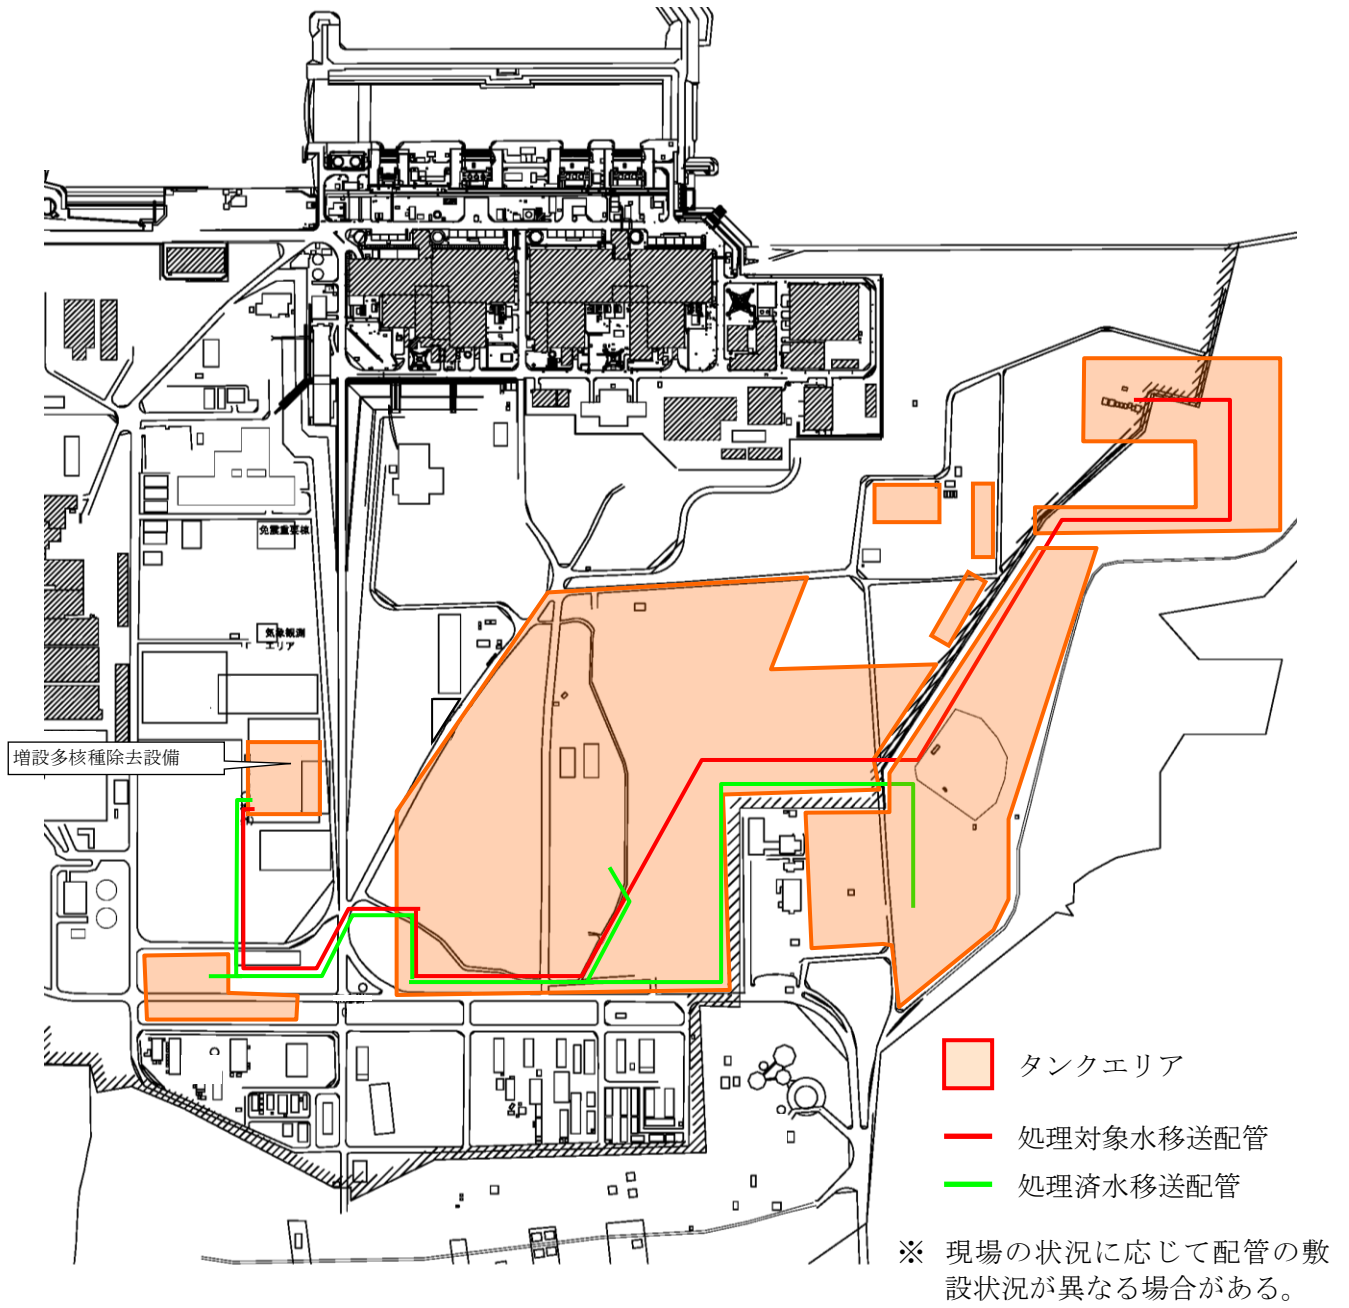 免震重要棟
気象観測
エリア
増設多核種除去設備
タンクエリア
処理対象水移送配管
処理済水移送配管
※ 現場の状況に応じて配管の敷
設状況が異なる場合がある。